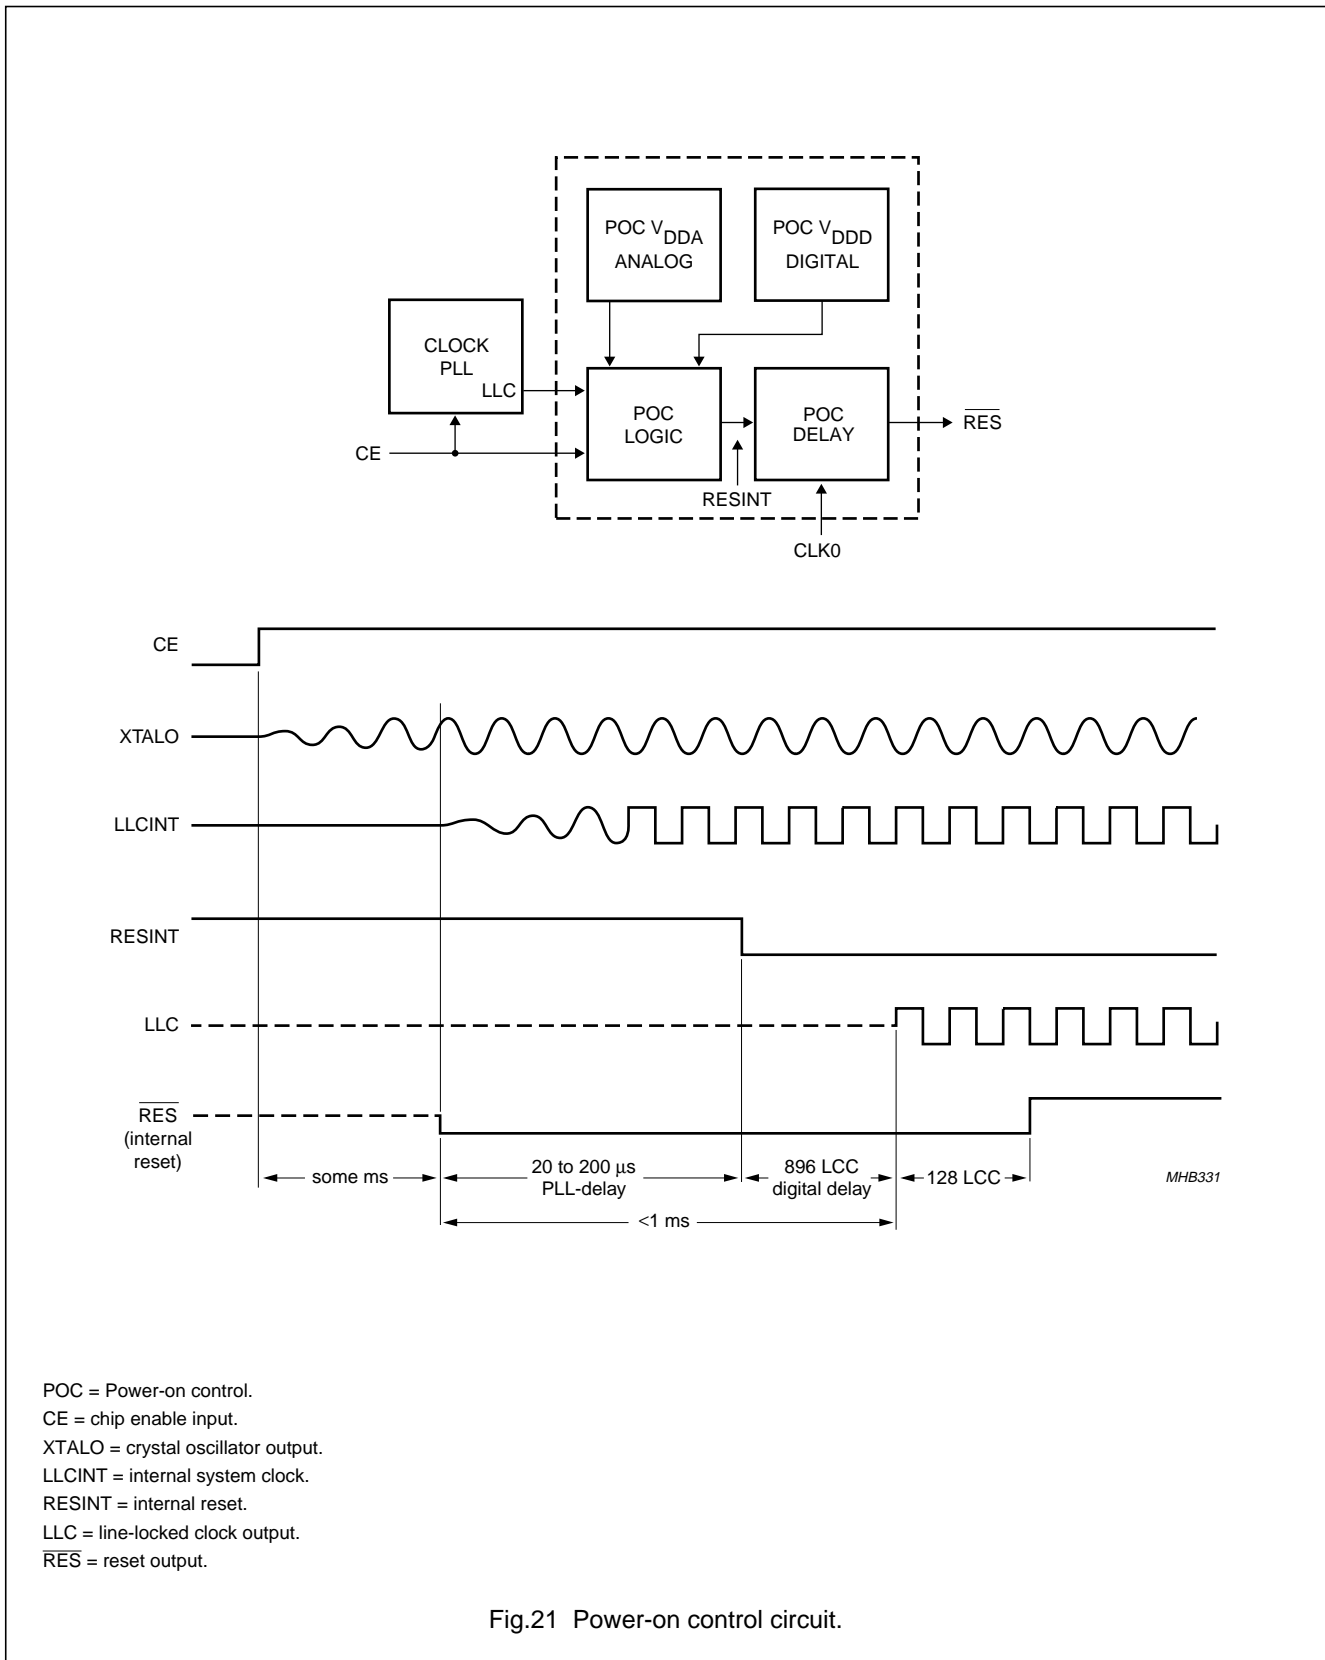 POC VDDA
ANALOG
POC VDDD
DIGITAL
CLOCK
PLL
LLC
POC
LOGIC
POC
DELAY
RES
CE
RESINT
CLK0
CE
XTALO
LLCINT
RESINT
LLC
RES
(internal
reset)
some ms
20 to 200 μs
PLL-delay
896 LCC
digital delay
128 LCC
<1 ms
MHB331
POC = Power-on control.
CE = chip enable input.
XTALO = crystal oscillator output.
LLCINT = internal system clock.
RESINT = internal reset.
LLC = line-locked clock output.
RES = reset output.
Fig.21 Power-on control circuit.